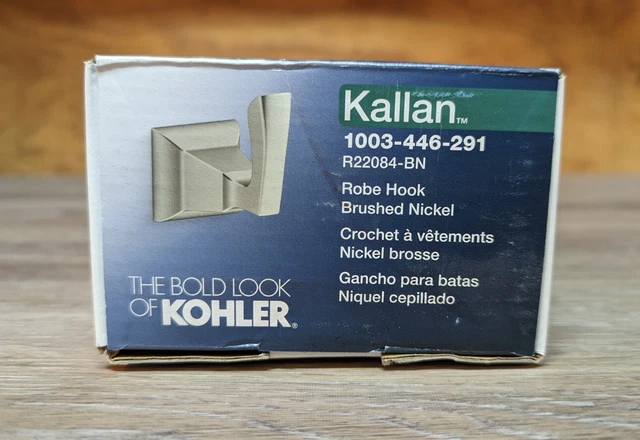 Kallan™
1003-446-291
R22084-BN
Robe Hook
Brushed Nickel
Crochet à vêtements
Nickel brosse
Gancho para batas
Niquel cepillado
THE BOLD LOOK
OF KOHLER®